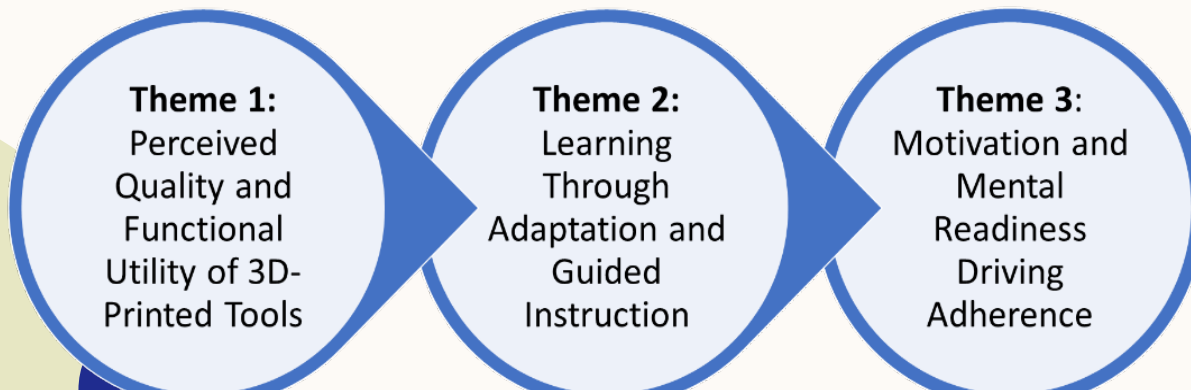 Theme 1:
Perceived
Quality and
Functional
Utility of 3D-
Printed Tools
Theme 2:
Learning
Through
Adaptation and
Guided
Instruction
Theme 3:
Motivation and
Mental
Readiness
Driving
Adherence